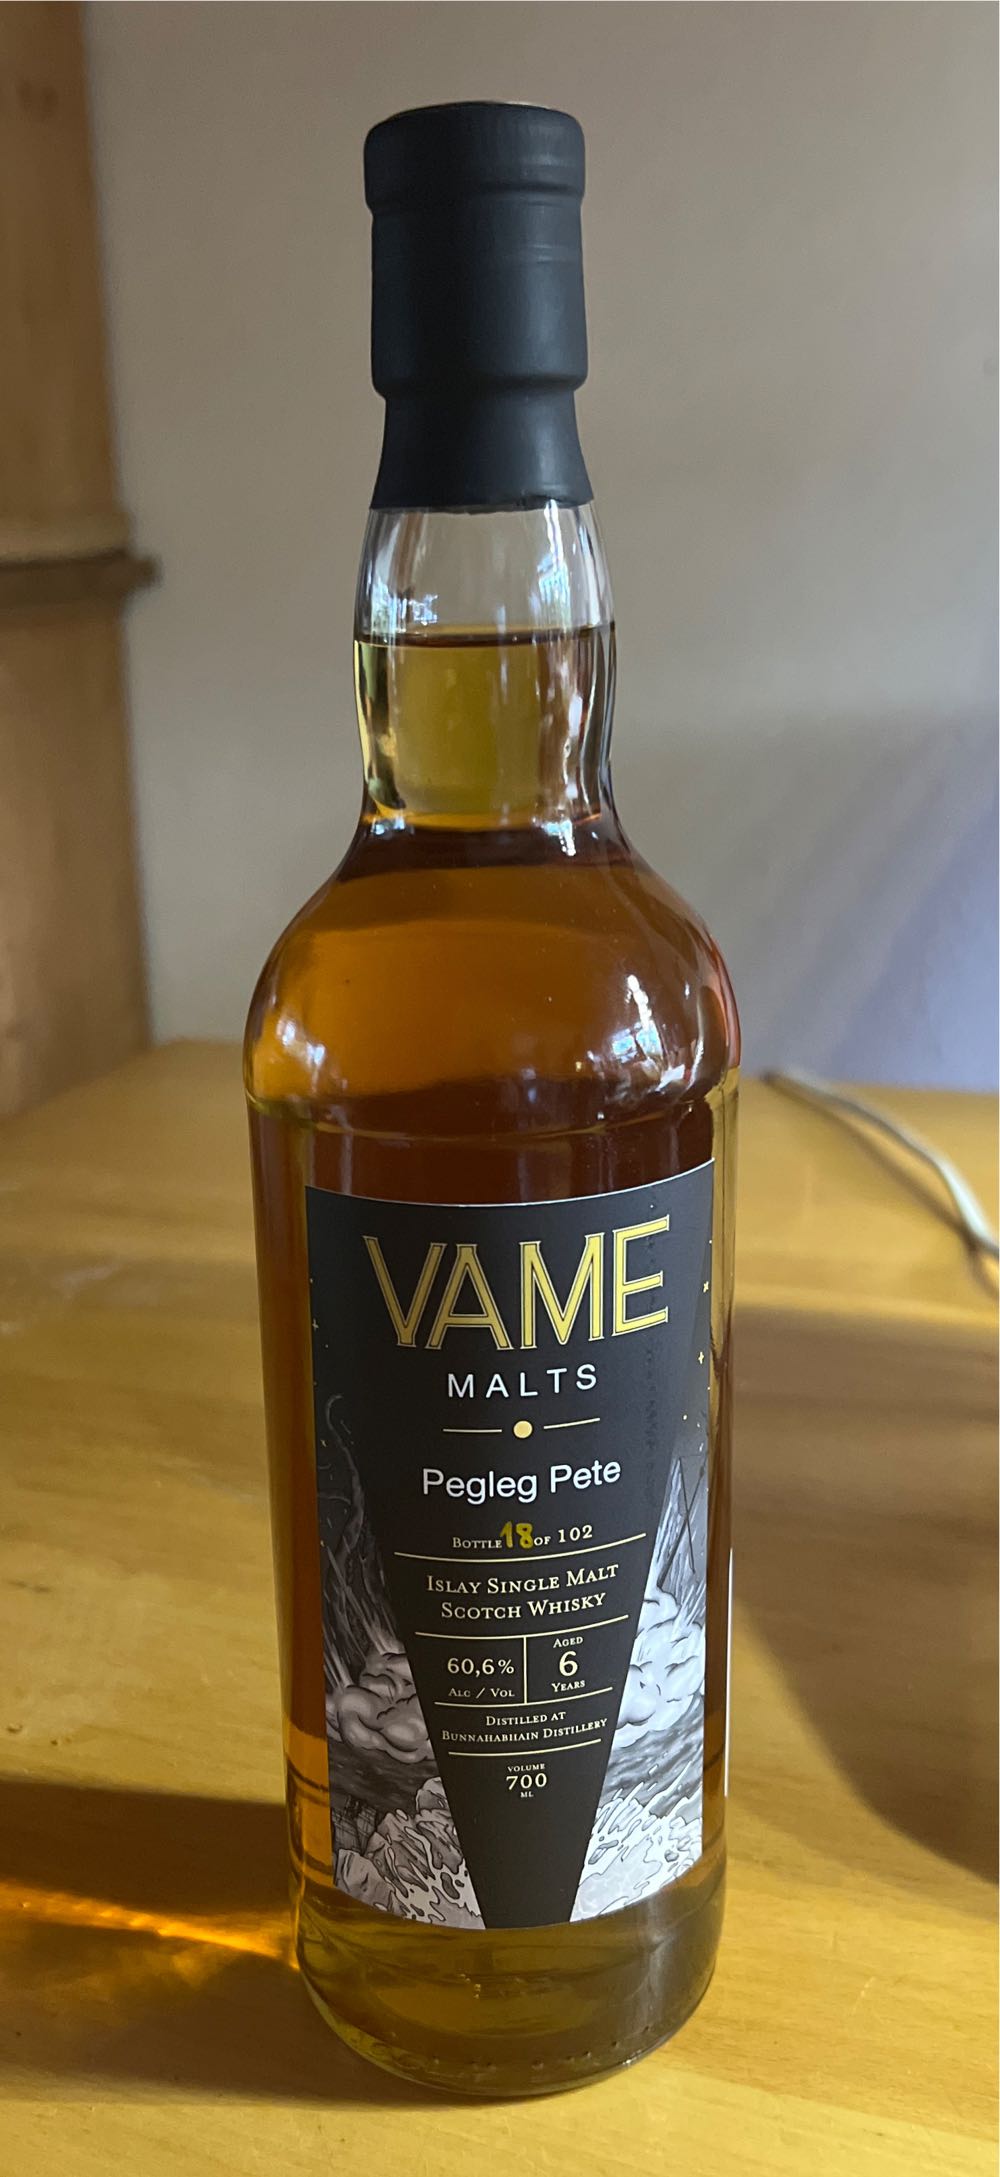 VAME
MALTS
Pegleg Pete
BOTTLE 18 OF 102
ISLAY SINGLE MALT
SCOTCH WHISKY
60,6%
ALC / VOL
AGED
6
YEARS
DISTILLED AT
BUNNAHABHAIN DISTILLERY
VOLUME
700
ML